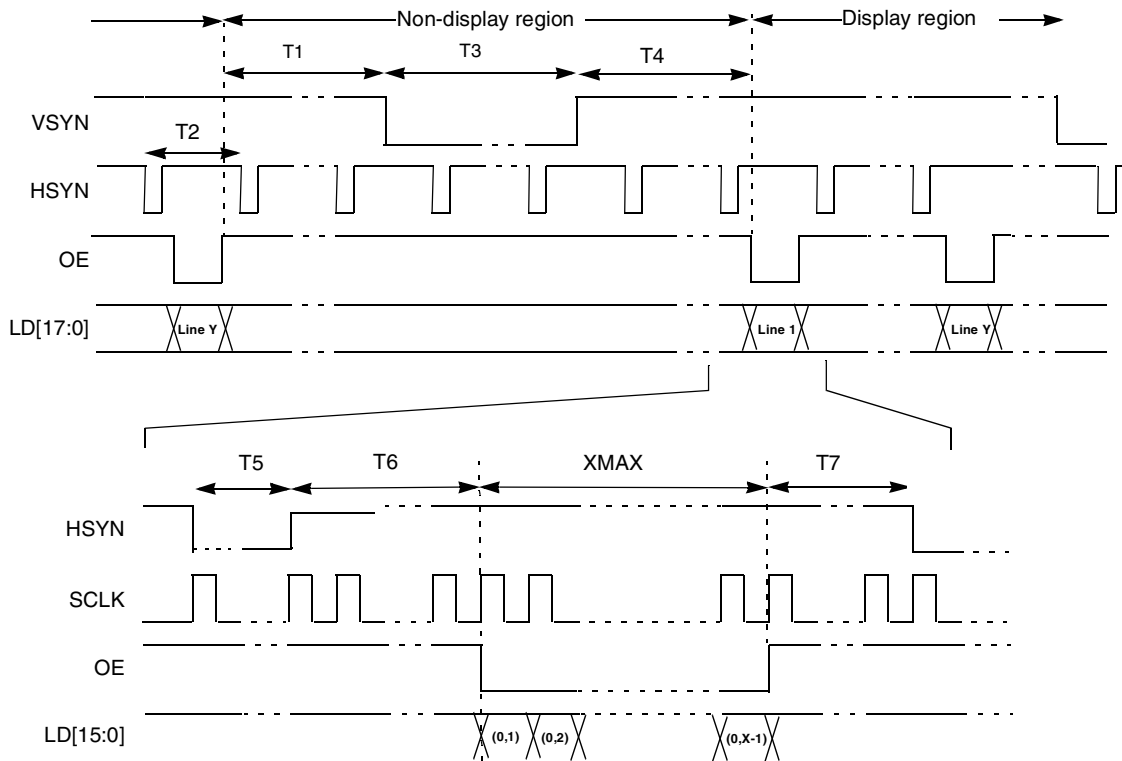 Non-display region
Display region
T1
T3
T4
VSYN
T2
HSYN
OE
LD[17:0]
Line Y
Line 1
Line Y
T5
T6
XMAX
T7
HSYN
SCLK
OE
LD[15:0]
(0,1)
(0,2)
(0,X-1)